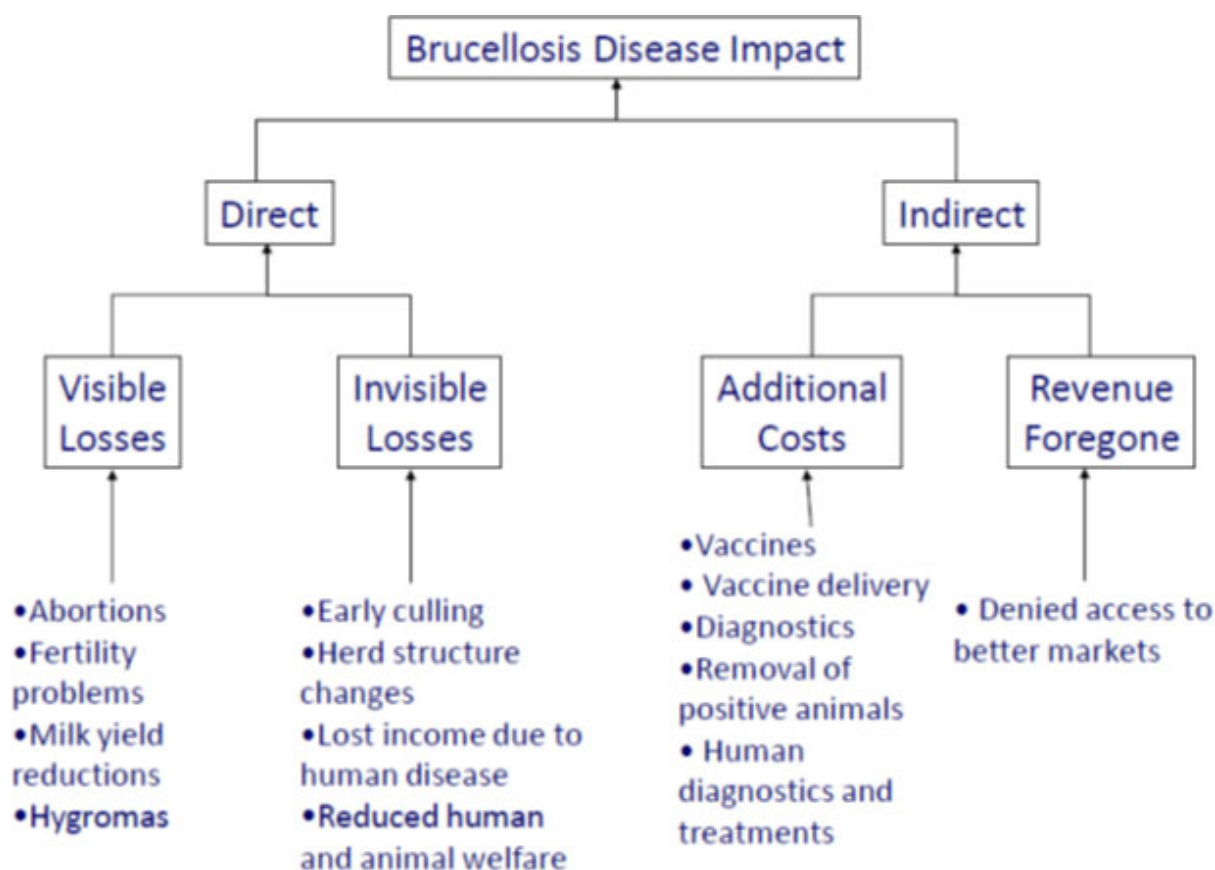 Brucellosis Disease Impact
Direct
Indirect
Visible
Losses
Invisible
Losses
Additional
Costs
Revenue
Foregone
•Abortions
•Fertility
problems
•Milk yield
reductions
•Hygromas
•Early culling
•Herd structure
changes
•Lost income due to
human disease
•Reduced human
and animal welfare
•Vaccines
• Vaccine delivery
•Diagnostics
•Removal of
positive animals
• Human
diagnostics and
treatments
• Denied access to
better markets